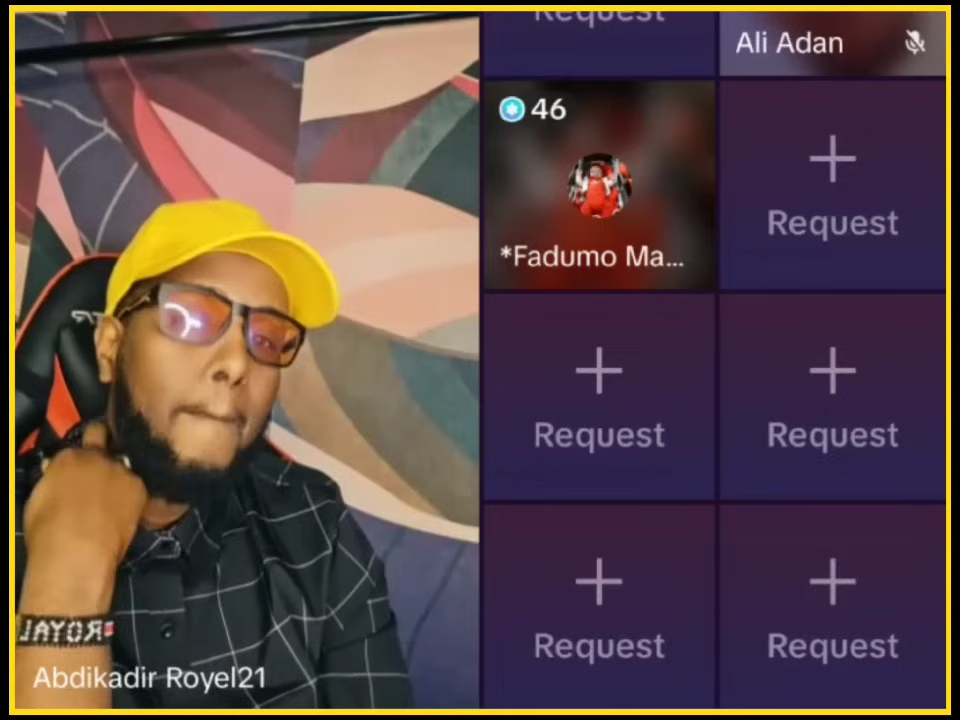 Request
Ali Adan
46
*Fadumo Ma...
Request
Request
Request
Request
Request
ROYAL
Abdikadir Royel21